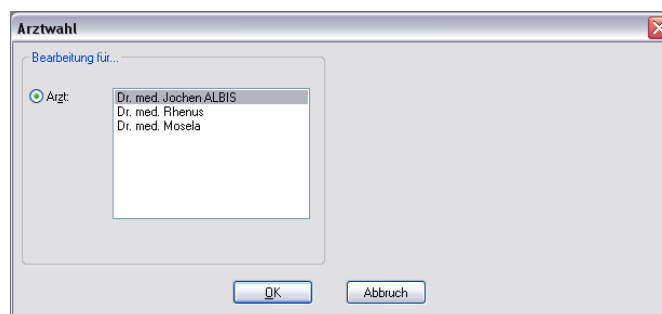 Arztwahl
Bearbeitung für...
Arzt:
Dr. med. Jochen ALBIS
Dr. med. Rhenus
Dr. med. Mosela
OK
Abbruch